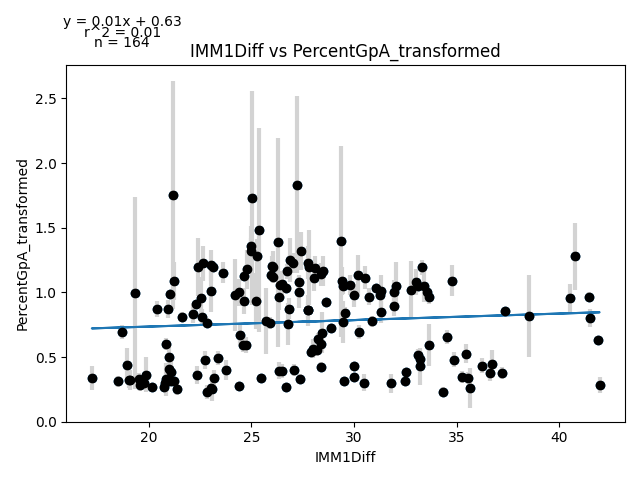 y = 0.01x + 0.63
r^2 = 0.01
n = 164
IMM1Diff vs PercentGpA_transformed
PercentGpA_transformed
2.5
2.0
1.5
1.0
0.5
0.0
20
25
30
35
40
IMM1Diff